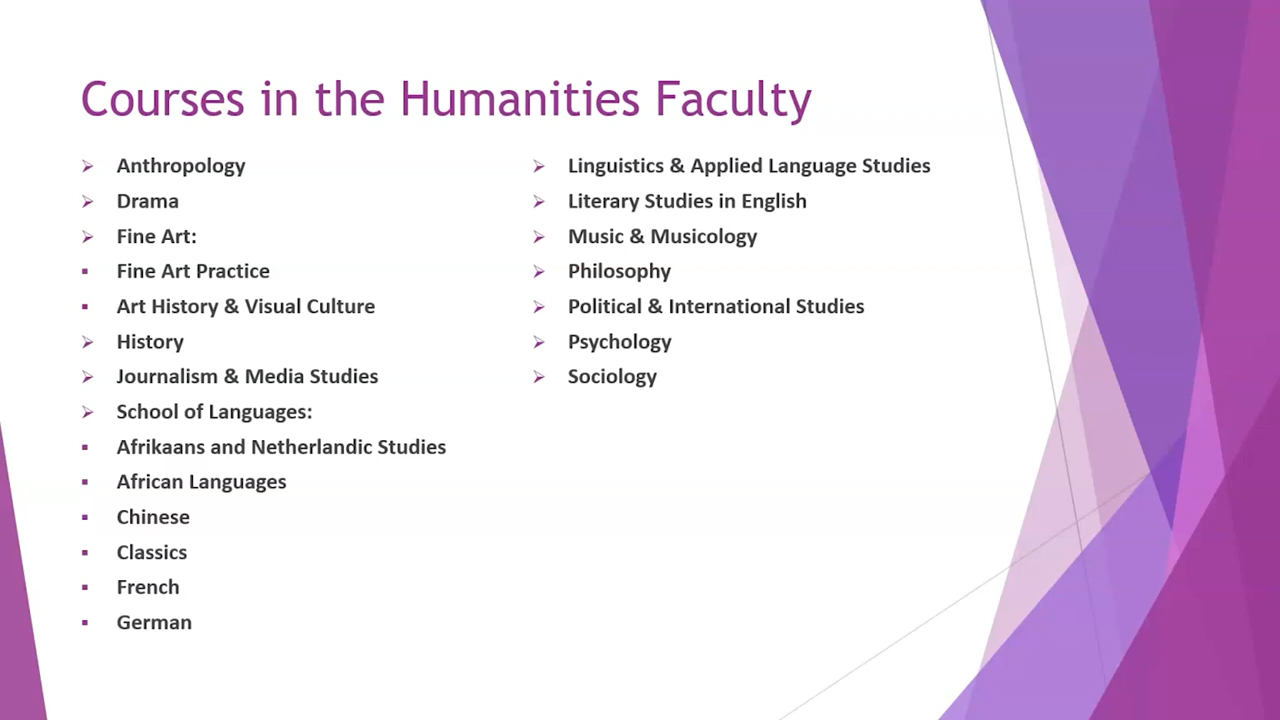 Courses in the Humanities Faculty
Anthropology
Drama
Fine Art:
Fine Art Practice
Art History & Visual Culture
History
Journalism & Media Studies
School of Languages:
Afrikaans and Netherlandic Studies
African Languages
Chinese
Classics
French
German
Linguistics & Applied Language Studies
Literary Studies in English
Music & Musicology
Philosophy
Political & International Studies
Psychology
Sociology